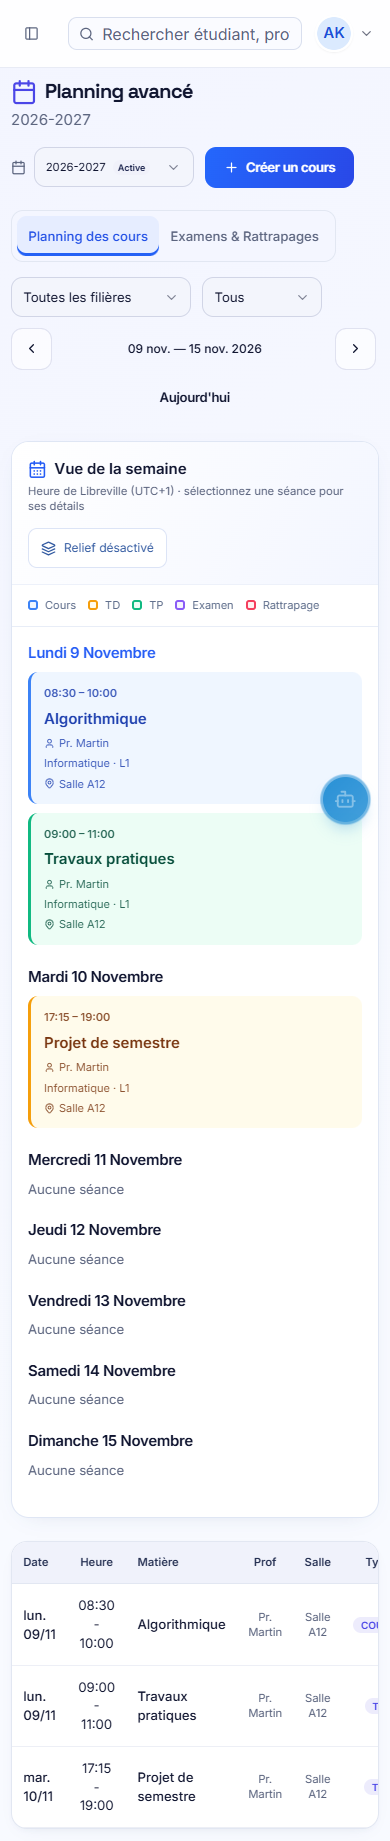 Rechercher étudiant, pro
AK
Planning avancé
2026-2027
2026-2027 Active
Créer un cours
Planning des cours Examens & Rattrapages
Toutes les filières Tous
09 nov. — 15 nov. 2026
Aujourd'hui
Vue de la semaine
Heure de Libreville (UTC+1) · sélectionnez une séance pour
ses détails
Relief désactivé
Cours TD TP Examen Rattrapage
Lundi 9 Novembre
08:30 – 10:00
Algorithmique
Pr. Martin
Informatique · L1
Salle A12
09:00 – 11:00
Travaux pratiques
Pr. Martin
Informatique · L1
Salle A12
Mardi 10 Novembre
17:15 – 19:00
Projet de semestre
Pr. Martin
Informatique · L1
Salle A12
Mercredi 11 Novembre
Aucune séance
Jeudi 12 Novembre
Aucune séance
Vendredi 13 Novembre
Aucune séance
Samedi 14 Novembre
Aucune séance
Dimanche 15 Novembre
Aucune séance
Date Heure Matière Prof Salle Ty
lun. 09/11
08:30 - 10:00
Algorithmique
Pr. Martin
Salle A12
COU
lun. 09/11
09:00 - 11:00
Travaux pratiques
Pr. Martin
Salle A12
T
mar. 10/11
17:15 - 19:00
Projet de semestre
Pr. Martin
Salle A12
T